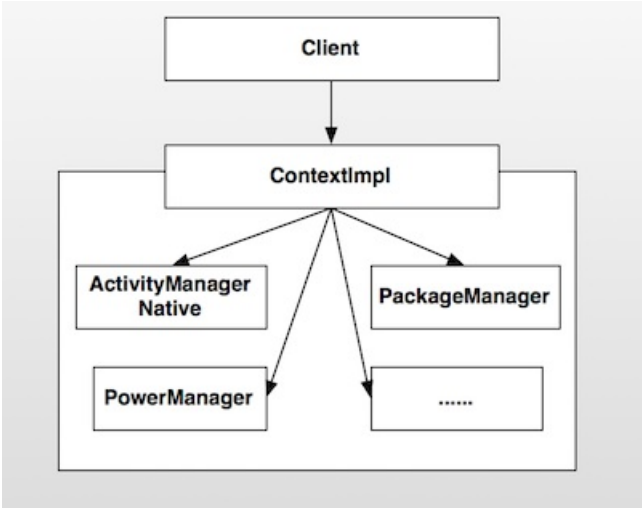 Client
ContextImpl
ActivityManager
Native
PackageManager
PowerManager
......